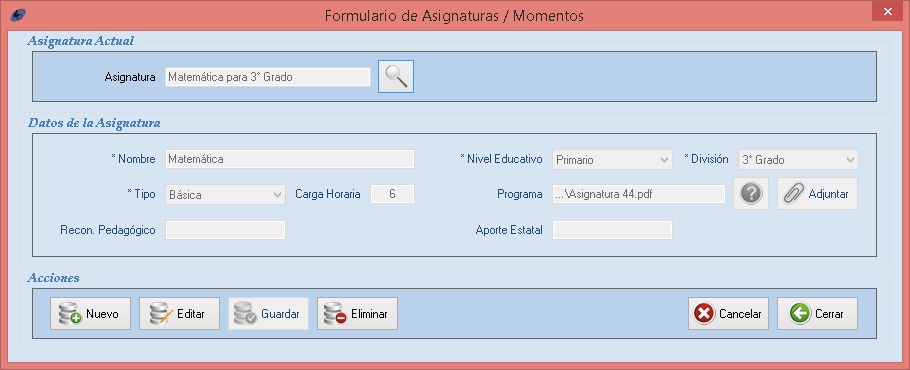 Formulario de Asignaturas / Momentos
Asignatura Actual
Asignatura Matemática para 3° Grado
Datos de la Asignatura
* Nombre Matemática * Nivel Educativo Primario * División 3° Grado
* Tipo Básica Carga Horaria 6 Programa ...\Asignatura 44.pdf Adjuntar
Recon. Pedagógico Aporte Estatal
Acciones
Nuevo Editar Guardar Eliminar Cancelar Cerrar